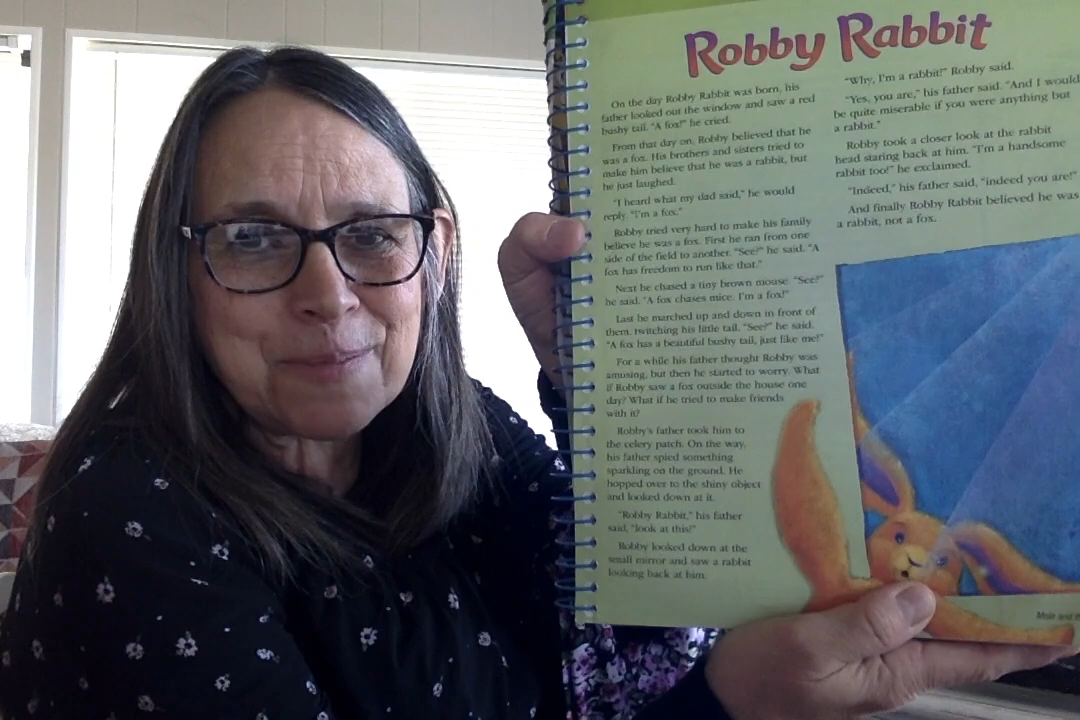 Robby Rabbit
On the day Robby Rabbit was born, his
father looked out the window and saw a red
bushy tail. "A fox!" he cried.
From that day on, Robby believed that he
was a fox. His brothers and sisters tried to
make him believe that he was a rabbit, but
he just laughed.
"I heard what my dad said," he would
reply. "I'm a fox."
Robby tried very hard to make his family
believe he was a fox. First he ran from one
side of the field to another. "See?" he said. "A
fox has freedom to run like that."
Next he chased a tiny brown mouse. "See?"
he said. "A fox chases mice. I'm a fox!"
Last he marched up and down in front of
them, twitching his little tail. "See?" he said.
"A fox has a beautiful bushy tail, just like me!"
For a while his father thought Robby was
amusing, but then he started to worry. What
if Robby saw a fox outside the house one
day? What if he tried to make friends
with it?
Robby's father took him to
the celery patch. On the way,
his father spied something
sparkling on the ground. He
hopped over to the shiny object
and looked down at it.
"Robby Rabbit," his father
said, "look at this!"
Robby looked down at the
small mirror and saw a rabbit
looking back at him.
"Why, I'm a rabbit!" Robby said.
"Yes, you are," his father said. "And I would
be quite miserable if you were anything but
a rabbit."
Robby took a closer look at the rabbit
head staring back at him. "I'm a handsome
rabbit too!" he exclaimed.
"Indeed," his father said, "indeed you are!"
And finally Robby Rabbit believed he was
a rabbit, not a fox.